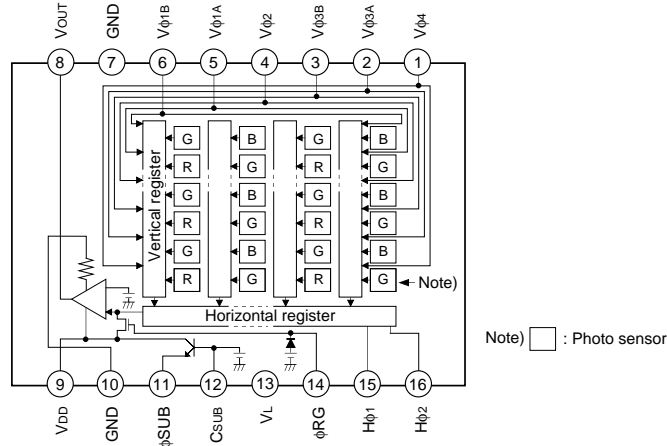 VOUT GND Vφ1B Vφ1A Vφ2 Vφ3B Vφ3A Vφ4
8 7 6 5 4 3 2 1
Vertical register
G B G B
R G R G
G B G B
R G R G
G B G B
R G R G
Note)
Horizontal register
Note) : Photo sensor
9 10 11 12 13 14 15 16
VDD GND φSUB CSUB VL φRG Hφ1 Hφ2